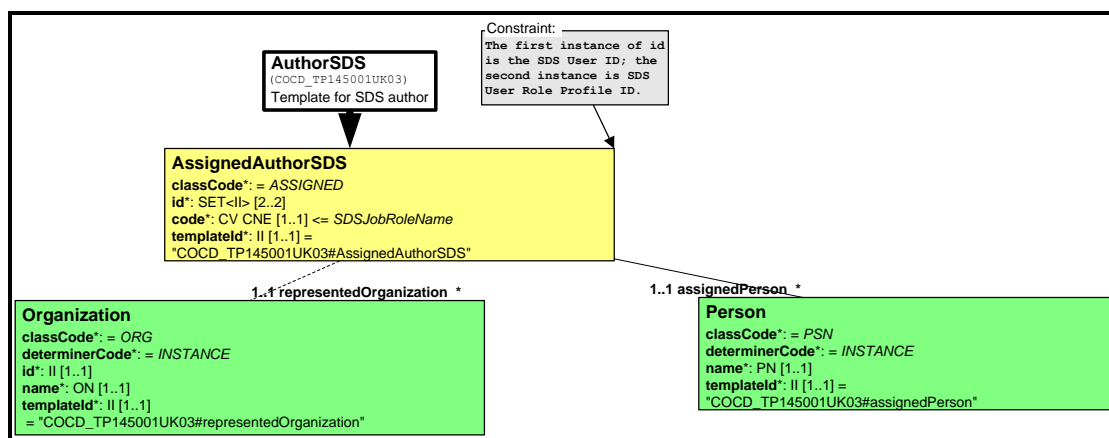 Constraint:
The first instance of id
is the SDS User ID; the
second instance is SDS
User Role Profile ID.
AuthorSDS
(COCD_TP145001UK03)
Template for SDS author
AssignedAuthorSDS
classCode*: = ASSIGNED
id*: SET<II> [2..2]
code*: CV CNE [1..1] <= SDSJobRoleName
templateId*: II [1..1] =
"COCD_TP145001UK03#AssignedAuthorSDS"
1..1 representedOrganization *
1..1 assignedPerson *
Organization
classCode*: = ORG
determinerCode*: = INSTANCE
id*: II [1..1]
name*: ON [1..1]
templateId*: II [1..1]
= "COCD_TP145001UK03#representedOrganization"
Person
classCode*: = PSN
determinerCode*: = INSTANCE
name*: PN [1..1]
templateId*: II [1..1] =
"COCD_TP145001UK03#assignedPerson"